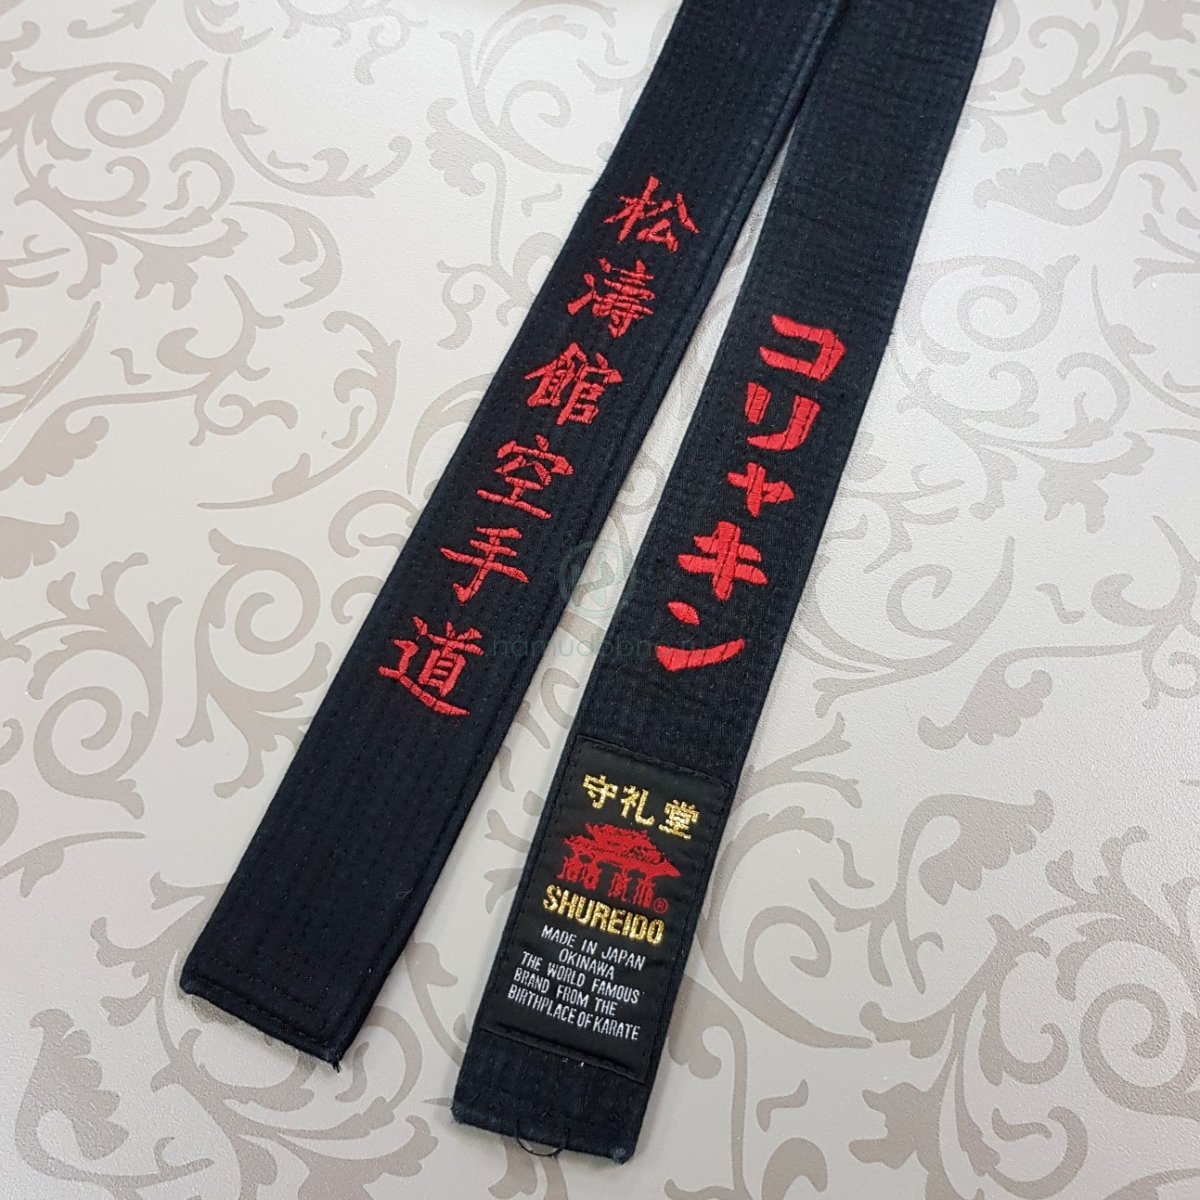 松濤館空手道
コリャキン
守礼堂
®
SHUREIDO
MADE IN JAPAN
OKINAWA
THE WORLD FAMOUS
BRAND FROM THE
BIRTHPLACE OF KARATE